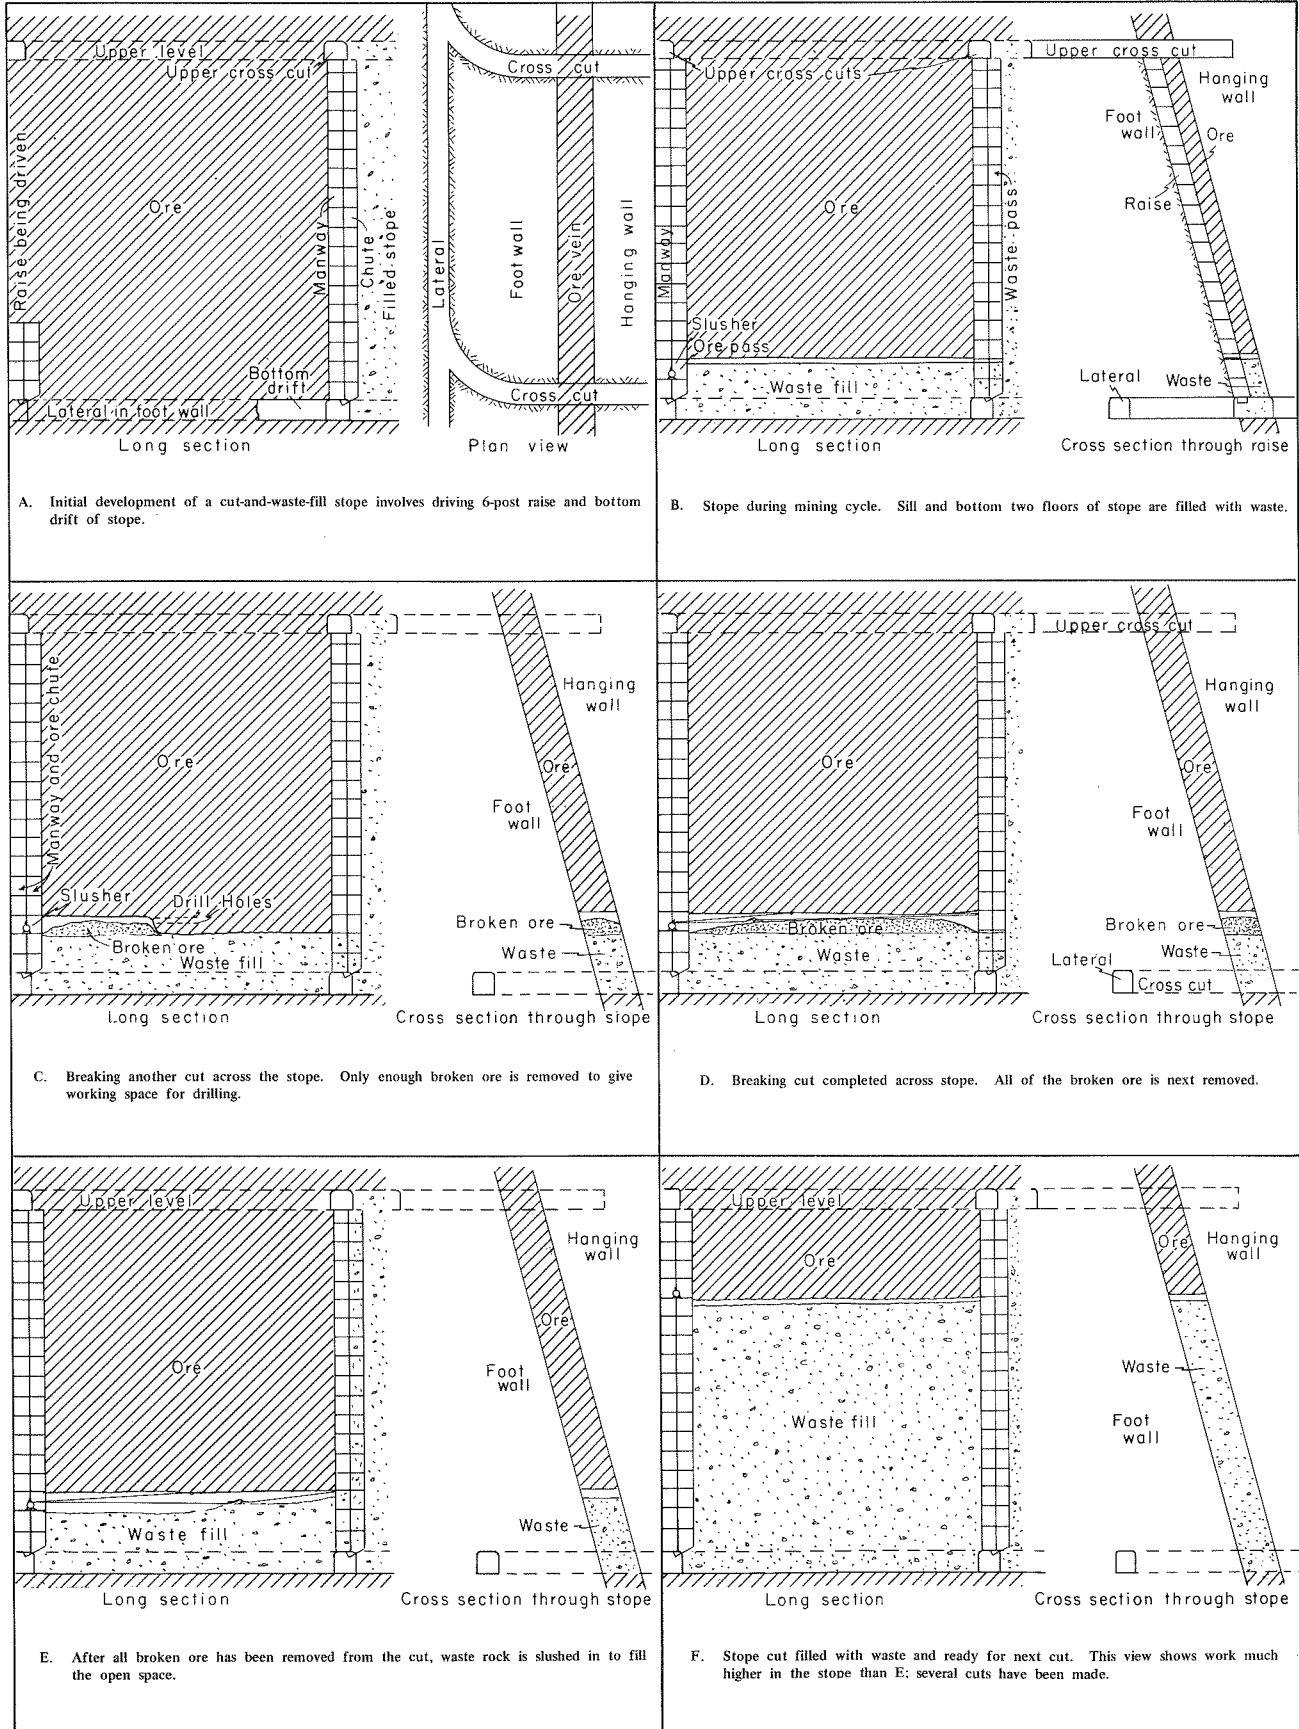 Upper level
Upper cross cut
Raise being driven
Ore
Manway
Chute
Filled stope
Bottom
drift
Lateral in foot wall
Long section
Cross cut
Lateral
Foot wall
Ore vein
Hanging wall
Cross cut
Plan view
A. Initial development of a cut-and-waste-fill stope involves driving 6-post raise and bottom
drift of stope.
Upper cross cuts
Ore
Manway
Waste pass
Slusher
Ore pass
Waste fill
Long section
Upper cross cut
Hanging
wall
Foot
wall
Ore
Raise
Lateral
Waste
Cross section through raise
B. Stope during mining cycle. Sill and bottom two floors of stope are filled with waste.
Manway and ore chute
Ore
Slusher
Drill Holes
Broken ore
Waste fill
Long section
Hanging
wall
Ore
Foot
wall
Broken ore
Waste
Cross section through stope
C. Breaking another cut across the stope. Only enough broken ore is removed to give
working space for drilling.
Ore
Broken ore
Waste
Long section
Upper cross cut
Hanging
wall
Ore
Foot
wall
Broken ore
Waste
Lateral
Cross cut
Cross section through stope
D. Breaking cut completed across stope. All of the broken ore is next removed.
Upper level
Ore
Waste fill
Long section
Hanging
wall
Ore
Foot
wall
Waste
Cross section through stope
E. After all broken ore has been removed from the cut, waste rock is slushed in to fill
the open space.
Upper level
Ore
Waste fill
Long section
Ore
Hanging
wall
Waste
Foot
wall
Cross section through stope
F. Stope cut filled with waste and ready for next cut. This view shows work much
higher in the stope than E; several cuts have been made.